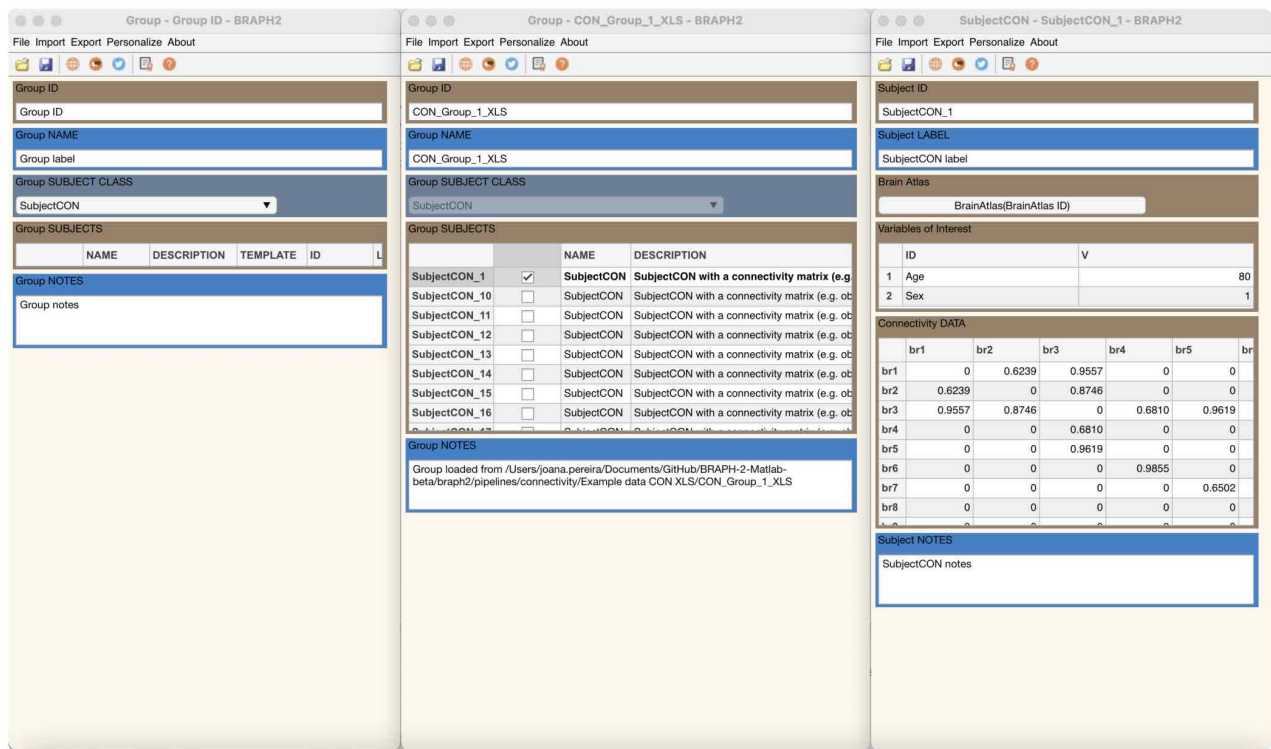 Group - Group ID - BRAPH2
File Import Export Personalize About
Group ID
Group ID
Group NAME
Group label
Group SUBJECT CLASS
SubjectCON
Group SUBJECTS
NAME DESCRIPTION TEMPLATE ID L
Group NOTES
Group notes
Group - CON_Group_1_XLS - BRAPH2
File Import Export Personalize About
Group ID
CON_Group_1_XLS
Group NAME
CON_Group_1_XLS
Group SUBJECT CLASS
SubjectCON
Group SUBJECTS
NAME DESCRIPTION
SubjectCON_1 SubjectCON SubjectCON with a connectivity matrix (e.g.
SubjectCON_10 SubjectCON SubjectCON with a connectivity matrix (e.g. ob
SubjectCON_11 SubjectCON SubjectCON with a connectivity matrix (e.g. ob
SubjectCON_12 SubjectCON SubjectCON with a connectivity matrix (e.g. ob
SubjectCON_13 SubjectCON SubjectCON with a connectivity matrix (e.g. ob
SubjectCON_14 SubjectCON SubjectCON with a connectivity matrix (e.g. ob
SubjectCON_15 SubjectCON SubjectCON with a connectivity matrix (e.g. ob
SubjectCON_16 SubjectCON SubjectCON with a connectivity matrix (e.g. ob
Group NOTES
Group loaded from /Users/joana.pereira/Documents/GitHub/BRAPH-2-Matlab-
beta/braph2/pipelines/connectivity/Example data CON XLS/CON_Group_1_XLS
SubjectCON - SubjectCON_1 - BRAPH2
File Import Export Personalize About
Subject ID
SubjectCON_1
Subject LABEL
SubjectCON label
Brain Atlas
BrainAtlas(BrainAtlas ID)
Variables of Interest
ID V
1 Age 80
2 Sex 1
Connectivity DATA
br1 br2 br3 br4 br5 br
br1 0 0.6239 0.9557 0 0
br2 0.6239 0 0.8746 0 0
br3 0.9557 0.8746 0 0.6810 0.9619
br4 0 0 0.6810 0 0
br5 0 0 0.9619 0 0
br6 0 0 0 0.9855 0
br7 0 0 0 0 0.6502
br8 0 0 0 0 0
Subject NOTES
SubjectCON notes